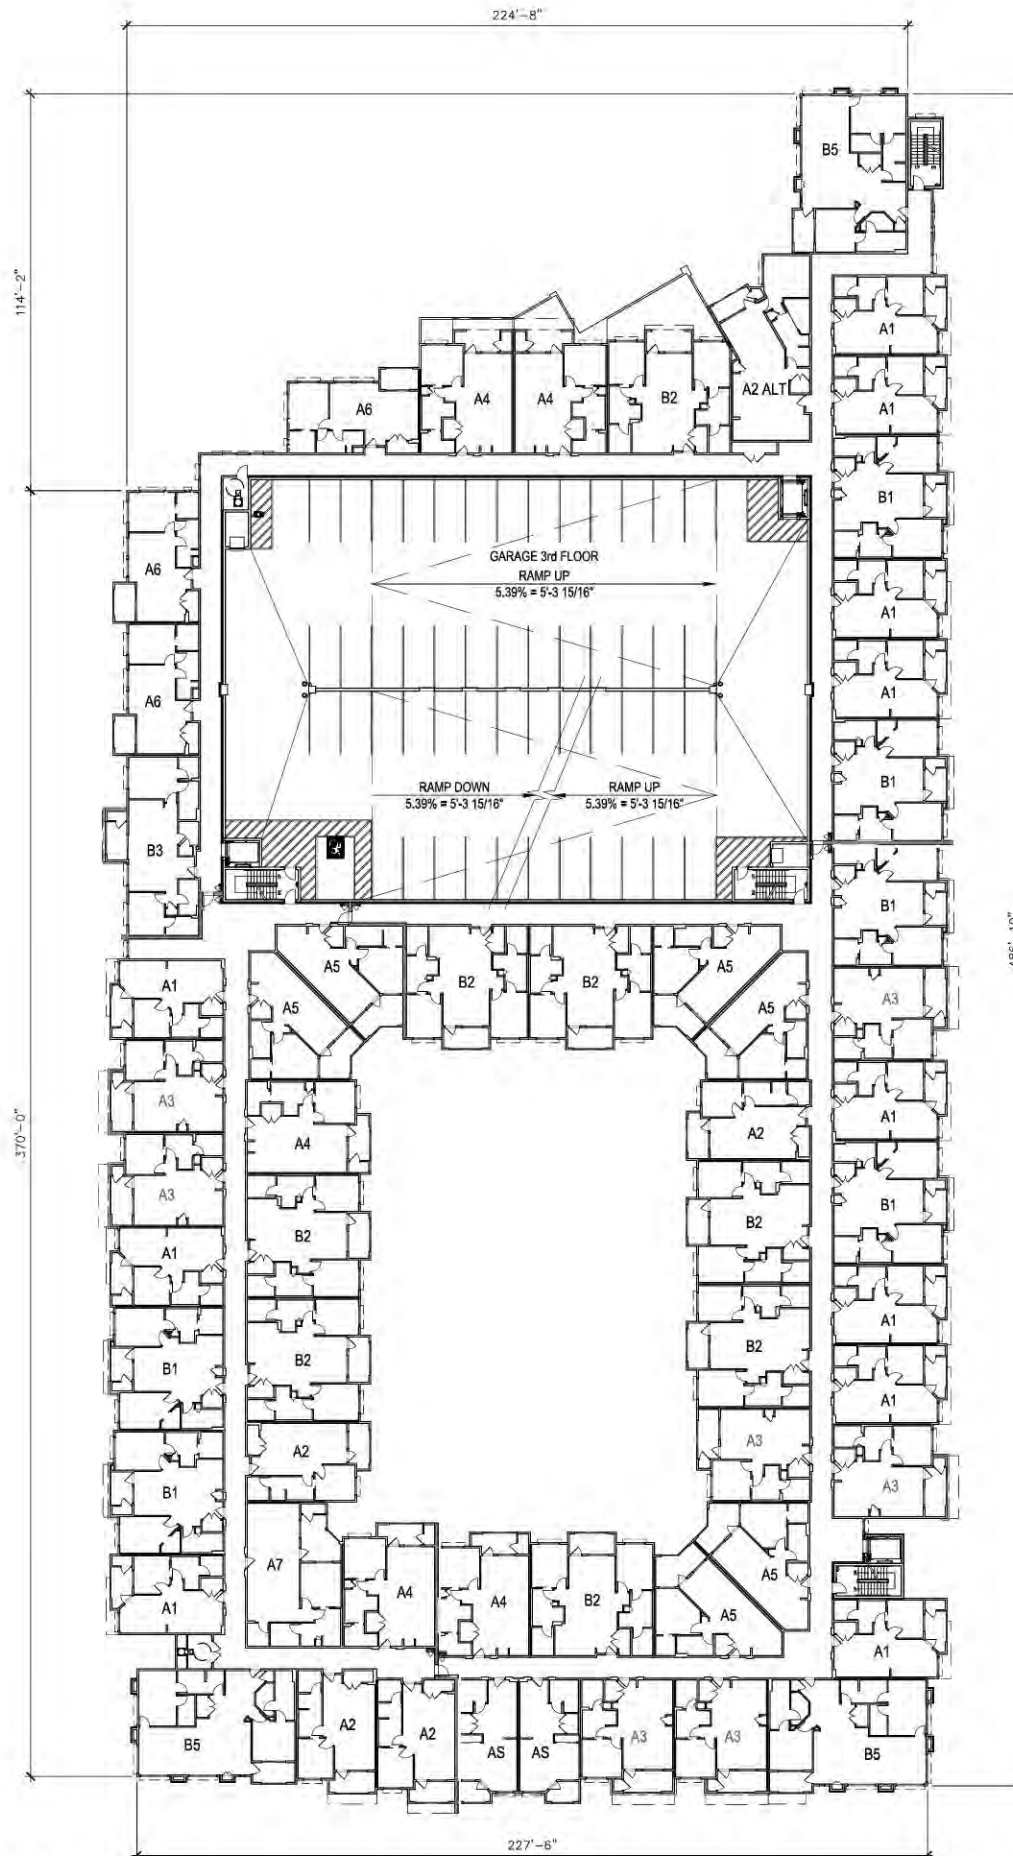 224'-8"
B5
114'-2"
A1
A4
A4
B2
A2 ALT
A6
A1
B1
GARAGE 3rd FLOOR
RAMP UP
5.39% = 5'-3 15/16"
A6
A1
A6
A1
B1
RAMP DOWN
RAMP UP
5.39% = 5'-3 15/16"
5.39% = 5'-3 15/16"
B3
B1
A5
A5
A1
B2
B2
A3
A5
A5
A3
A1
370'-0"
A4
A2
A3
B1
B2
B2
A1
A1
B2
B2
B1
A1
A2
A3
A3
B1
A7
A5
A4
A4
B2
A5
A1
A1
A2
A2
AS
AS
A3
A3
B5
B5
227'-6"